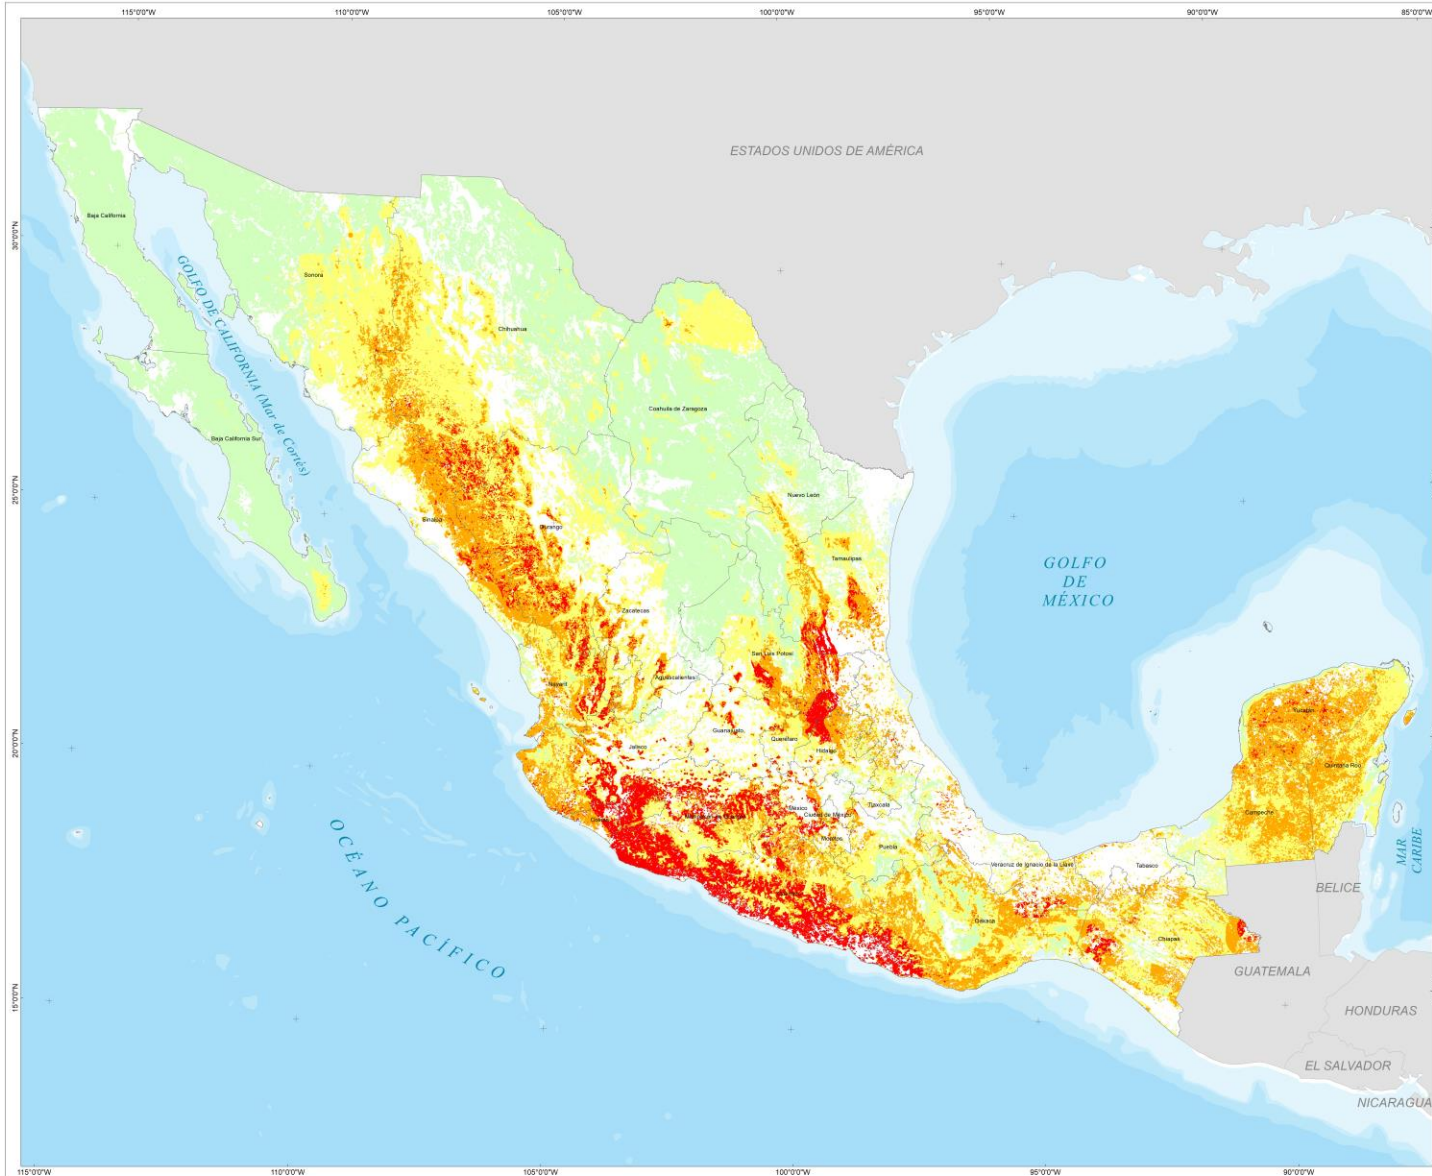 115°0'0"W 110°0'0"W 105°0'0"W 100°0'0"W 95°0'0"W 90°0'0"W 85°0'0"W
ESTADOS UNIDOS DE AMÉRICA
Baja California
30°0'0"N
Sonora
GOLFO DE CALIFORNIA (Mar de Cortés)
Chihuahua
Coahuila de Zaragoza
Baja California Sur
25°0'0"N
Nuevo León
Sinaloa
Durango
Tamaulipas
GOLFO
DE
MÉXICO
Zacatecas
San Luis Potosí
Aguascalientes
Nayarit
Yucatán
20°0'0"N
Guanajuato
Querétaro
Jalisco
Hidalgo
Quintana Roo
México
Tlaxcala
Ciudad de México
Campeche
Morelos
Puebla
OCÉANO PACÍFICO
MAR
CARIBE
Veracruz de Ignacio de la Llave
Tabasco
BELICE
Oaxaca
Chiapas
GUATEMALA
15°0'0"N
HONDURAS
EL SALVADOR
NICARAGUA
115°0'0"W 110°0'0"W 105°0'0"W 100°0'0"W 95°0'0"W 90°0'0"W